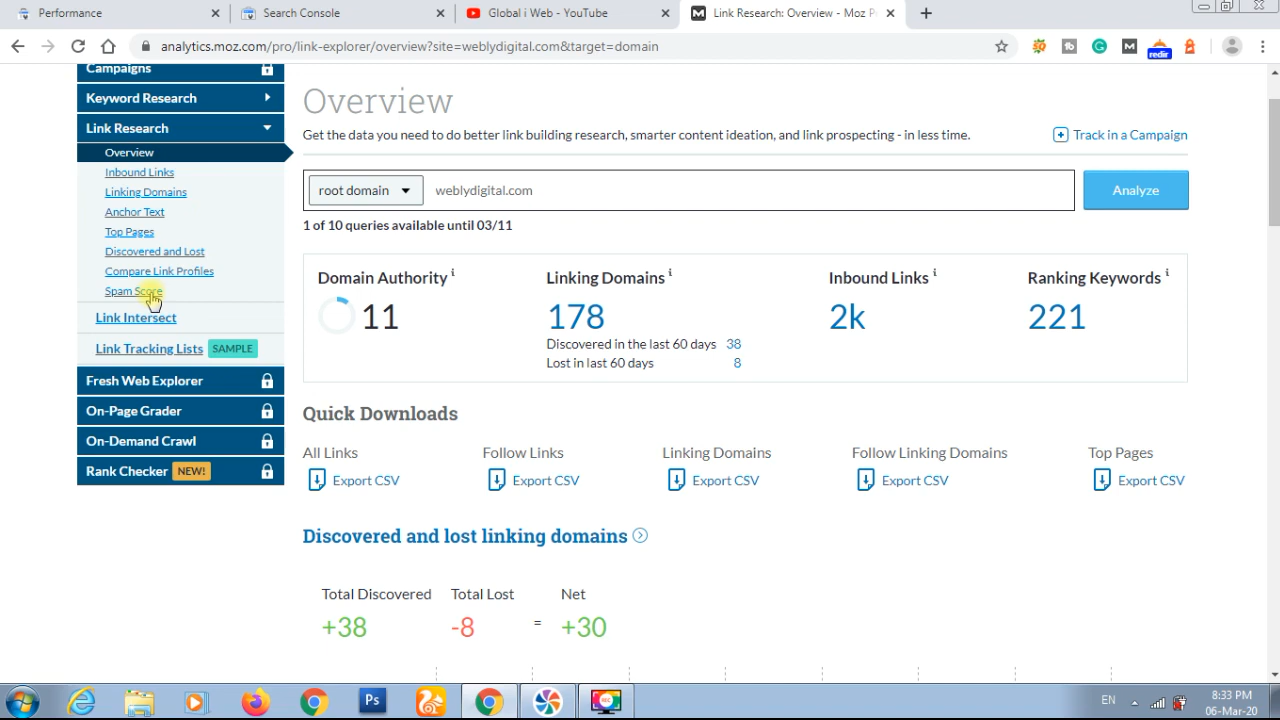 Performance
Search Console
Global i Web - YouTube
Link Research: Overview - Moz P
analytics.moz.com/pro/link-explorer/overview?site=weblydigital.com&target=domain
redir
Campaigns
Keyword Research
Link Research
Overview
Inbound Links
Linking Domains
Anchor Text
Top Pages
Discovered and Lost
Compare Link Profiles
Spam Score
Link Intersect
Link Tracking Lists SAMPLE
Fresh Web Explorer
On-Page Grader
On-Demand Crawl
Rank Checker NEW!
Overview
Get the data you need to do better link building research, smarter content ideation, and link prospecting - in less time.
Track in a Campaign
root domain weblydigital.com Analyze
1 of 10 queries available until 03/11
Domain Authority i
11
Linking Domains i
178
Discovered in the last 60 days 38
Lost in last 60 days 8
Inbound Links i
2k
Ranking Keywords i
221
Quick Downloads
All Links Follow Links Linking Domains Follow Linking Domains Top Pages
Export CSV Export CSV Export CSV Export CSV Export CSV
Discovered and lost linking domains
Total Discovered Total Lost Net
+38 -8 = +30
Ps
EN 8:33 PM
06-Mar-20